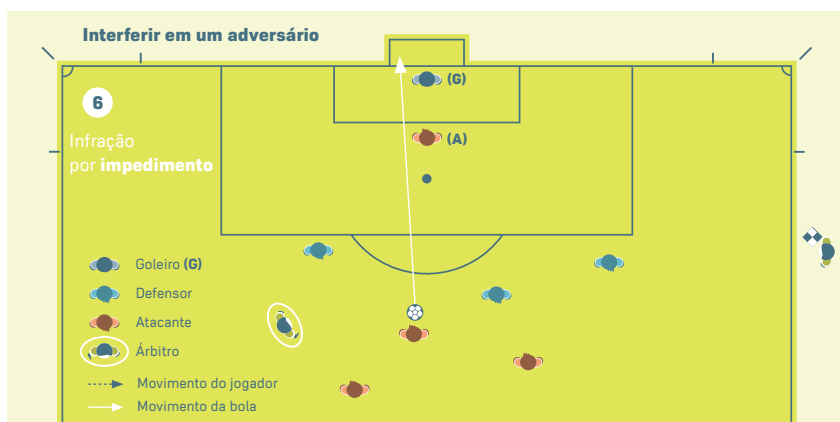 Interferir em um adversário
(G)
6
(A)
Infração
por impedimento
Goleiro (G)
Defensor
Atacante
Árbitro
Movimento do jogador
Movimento da bola